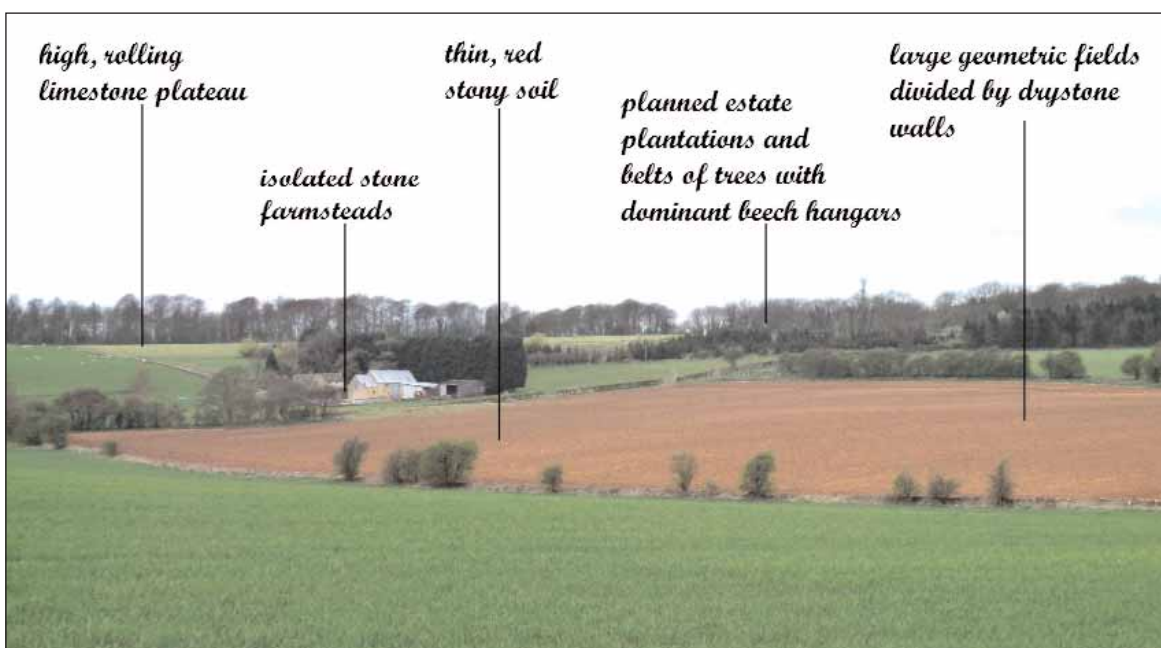 high, rolling
limestone plateau
isolated stone
farmsteads
thin, red
stony soil
planned estate
plantations and
belts of trees with
dominant beech hangars
large geometric fields
divided by drystone
walls